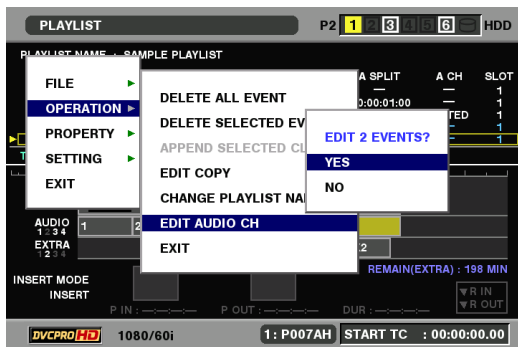 PLAYLIST P2 1 2 3 4 5 6 HDD
PLAYLIST NAME : SAMPLE PLAYLIST
A SPLIT A CH SLOT
— — 1
0:00:01:00 — 1
FILE
OPERATION
PROPERTY
SETTING
EXIT
DELETE ALL EVENT
DELETE SELECTED EV
APPEND SELECTED CL
EDIT COPY
CHANGE PLAYLIST NA
EDIT AUDIO CH
EXIT
EDIT 2 EVENTS?
YES
NO
TED 1
1
1
T
AUDIO 1 2
1 2 3 4
EXTRA .2
1 2 3 4
REMAIN(EXTRA) : 198 MIN
INSERT MODE
INSERT
▼R IN
▼R OUT
P IN : --:--:--:-- P OUT : --:--:--:-- DUR : --:--:--:--
DVCPRO HD 1080/60i 1: P007AH START TC : 00:00:00.00